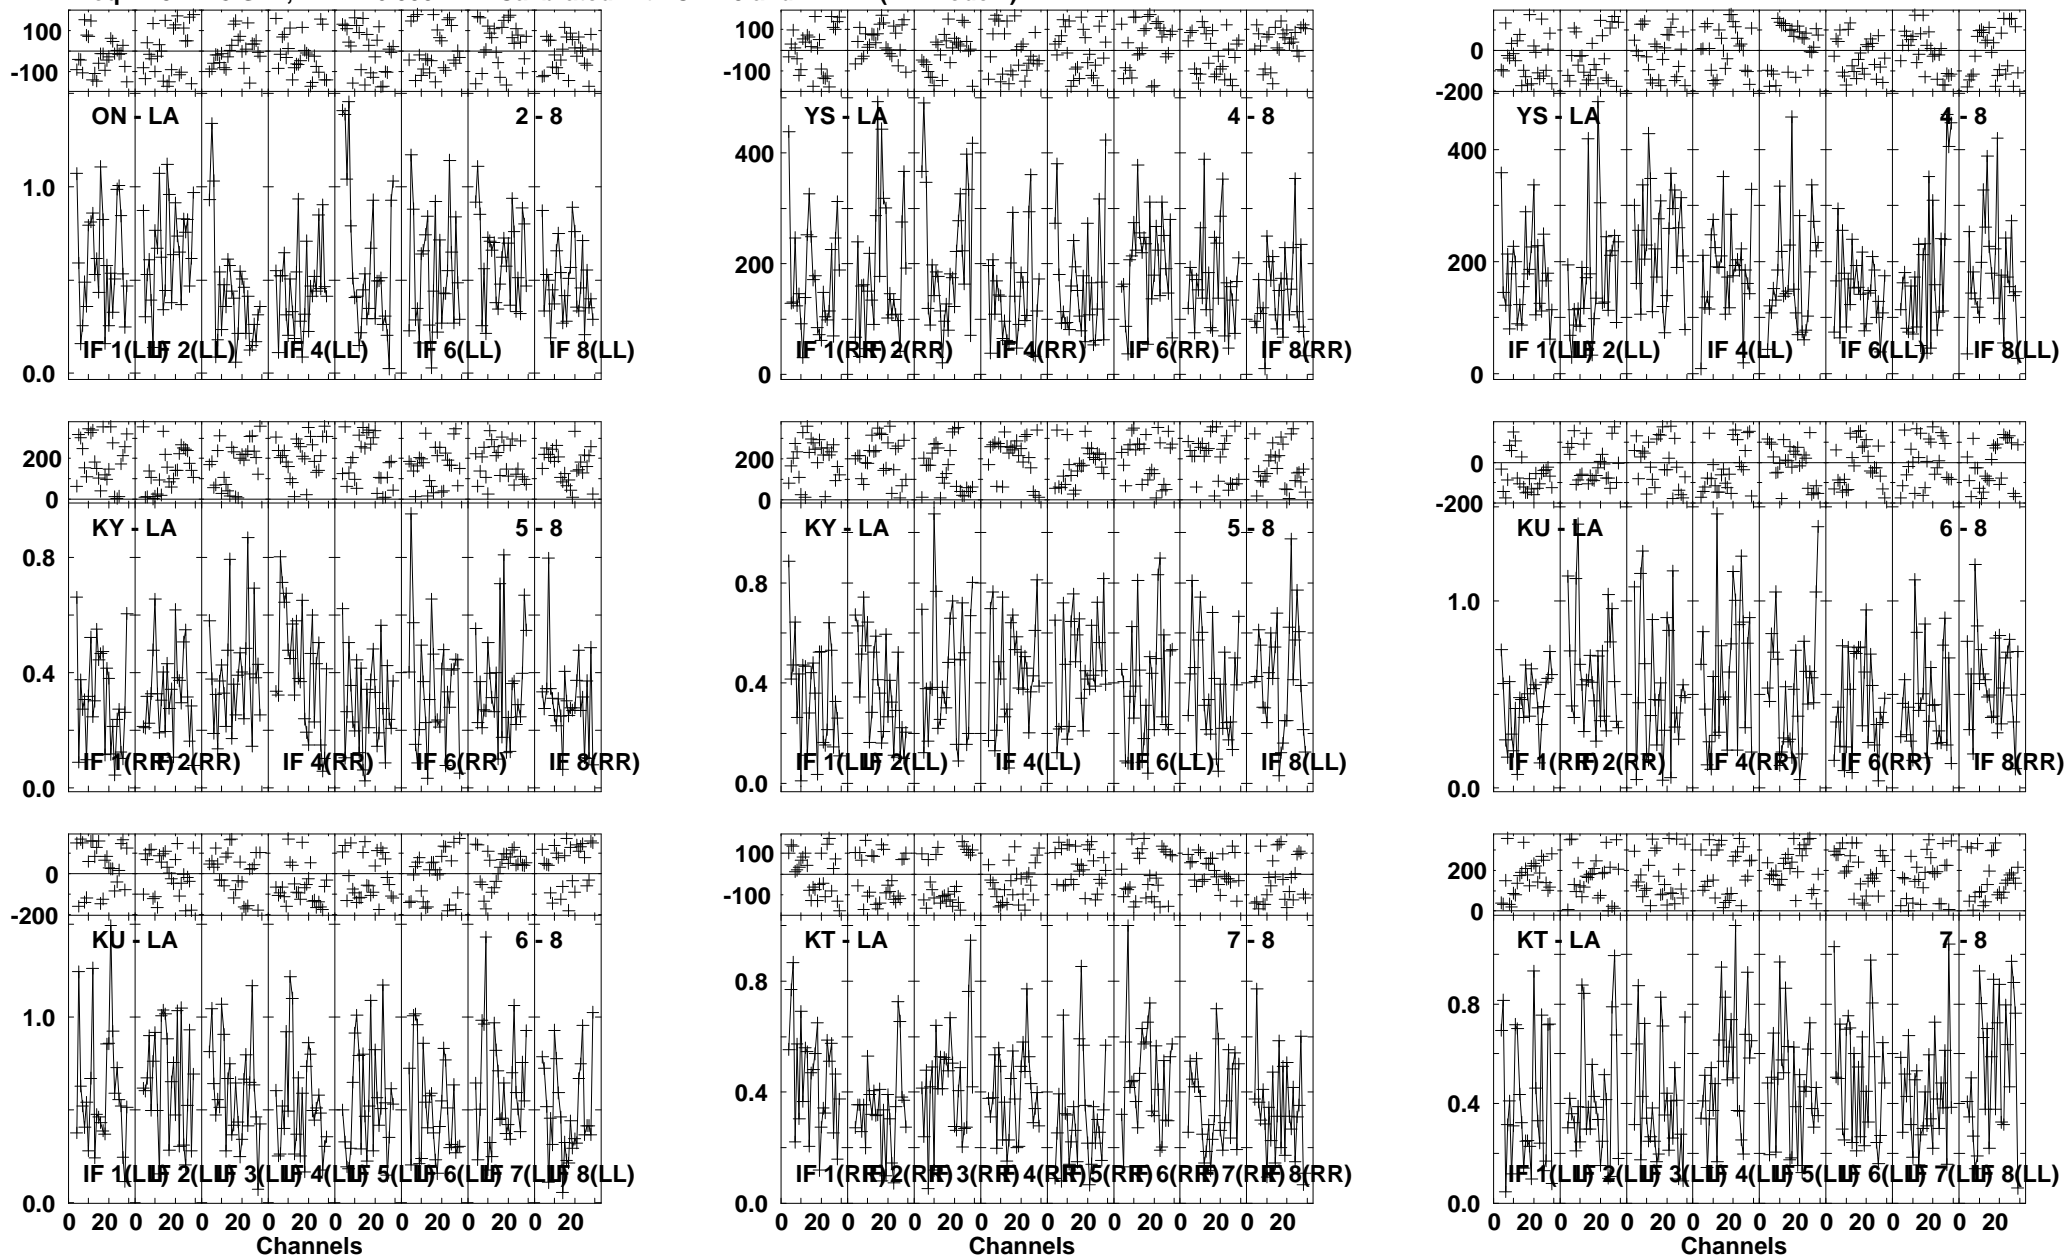 100
-100
ON - LA 2 - 8
1.0
IF 1(LL) IF 2(LL) IF 4(LL) IF 6(LL) IF 8(LL)
0.0
100
-100
YS - LA 4 - 8
400
200
IF 1(RR) IF 2(RR) IF 4(RR) IF 6(RR) IF 8(RR)
0
0
-200
YS - LA 4 - 8
400
200
IF 1(LL) IF 2(LL) IF 4(LL) IF 6(LL) IF 8(LL)
0
200
0
KY - LA 5 - 8
0.8
0.4
IF 1(RR) IF 2(RR) IF 4(RR) IF 6(RR) IF 8(RR)
0.0
200
0
KY - LA 5 - 8
0.8
0.4
IF 1(LL) IF 2(LL) IF 4(LL) IF 6(LL) IF 8(LL)
0.0
0
-200
KU - LA 6 - 8
1.0
IF 1(RR) IF 2(RR) IF 4(RR) IF 6(RR) IF 8(RR)
0.0
0
-200
KU - LA 6 - 8
1.0
IF 1(LL) IF 2(LL) IF 3(LL) IF 4(LL) IF 5(LL) IF 6(LL) IF 7(LL) IF 8(LL)
0.0
0 20 0 20 0 20 0 20 0 20 0 20 0 20 0 20
Channels
100
-100
KT - LA 7 - 8
0.8
0.4
IF 1(RR) IF 2(RR) IF 3(RR) IF 4(RR) IF 5(RR) IF 6(RR) IF 7(RR) IF 8(RR)
0.0
0 20 0 20 0 20 0 20 0 20 0 20 0 20 0 20
Channels
200
0
KT - LA 7 - 8
0.8
0.4
IF 1(LL) IF 2(LL) IF 3(LL) IF 4(LL) IF 5(LL) IF 6(LL) IF 7(LL) IF 8(LL)
0.0
0 20 0 20 0 20 0 20 0 20 0 20 0 20 0 20
Channels